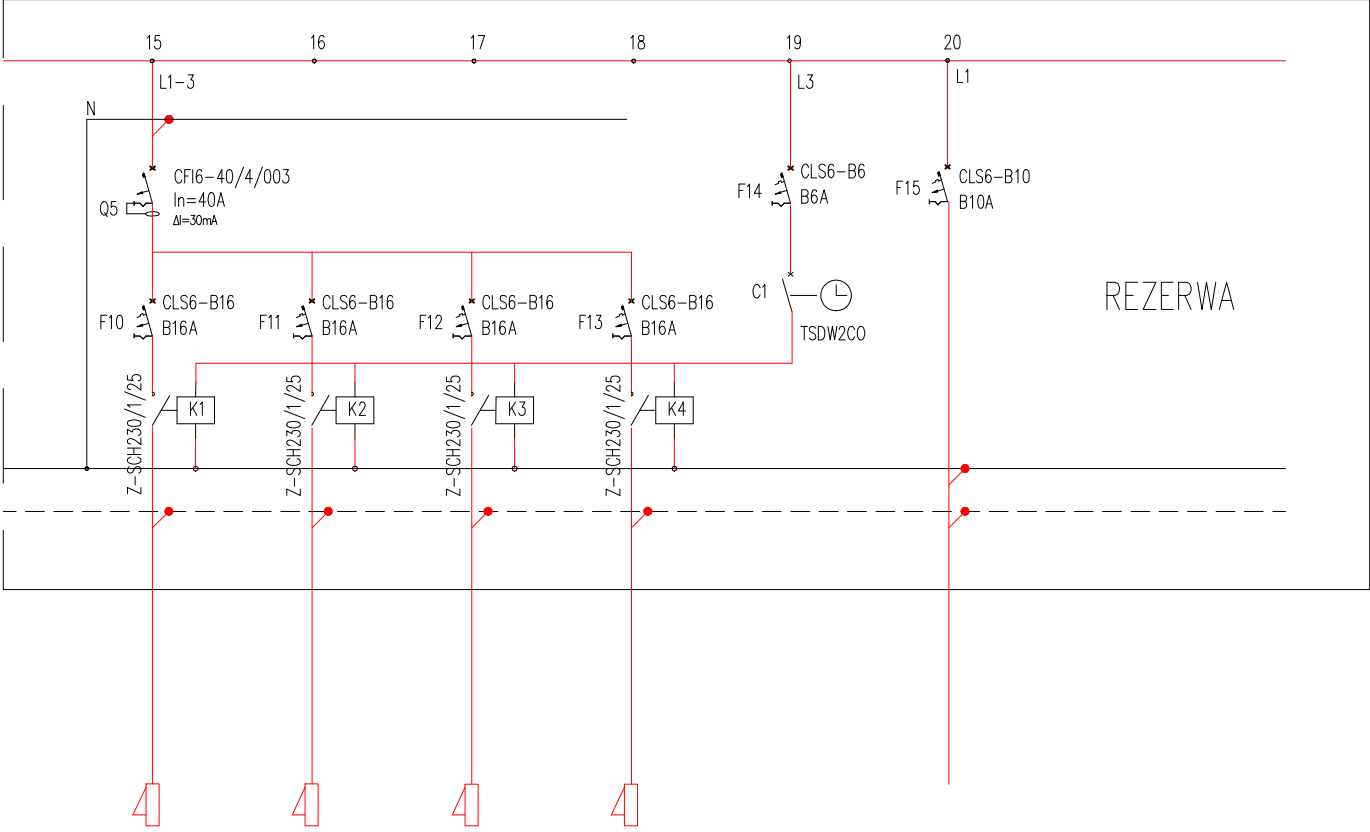 15
16
17
18
19
20
L1-3
L3
L1
N
CFI6-40/4/003
In=40A
ΔI=30mA
Q5
CLS6-B6
B6A
F14
CLS6-B10
B10A
F15
C1
TSDW2CO
REZERWA
CLS6-B16
B16A
F10
CLS6-B16
B16A
F11
CLS6-B16
B16A
F12
CLS6-B16
B16A
F13
Z-SCH230/1/25
K1
Z-SCH230/1/25
K2
Z-SCH230/1/25
K3
Z-SCH230/1/25
K4